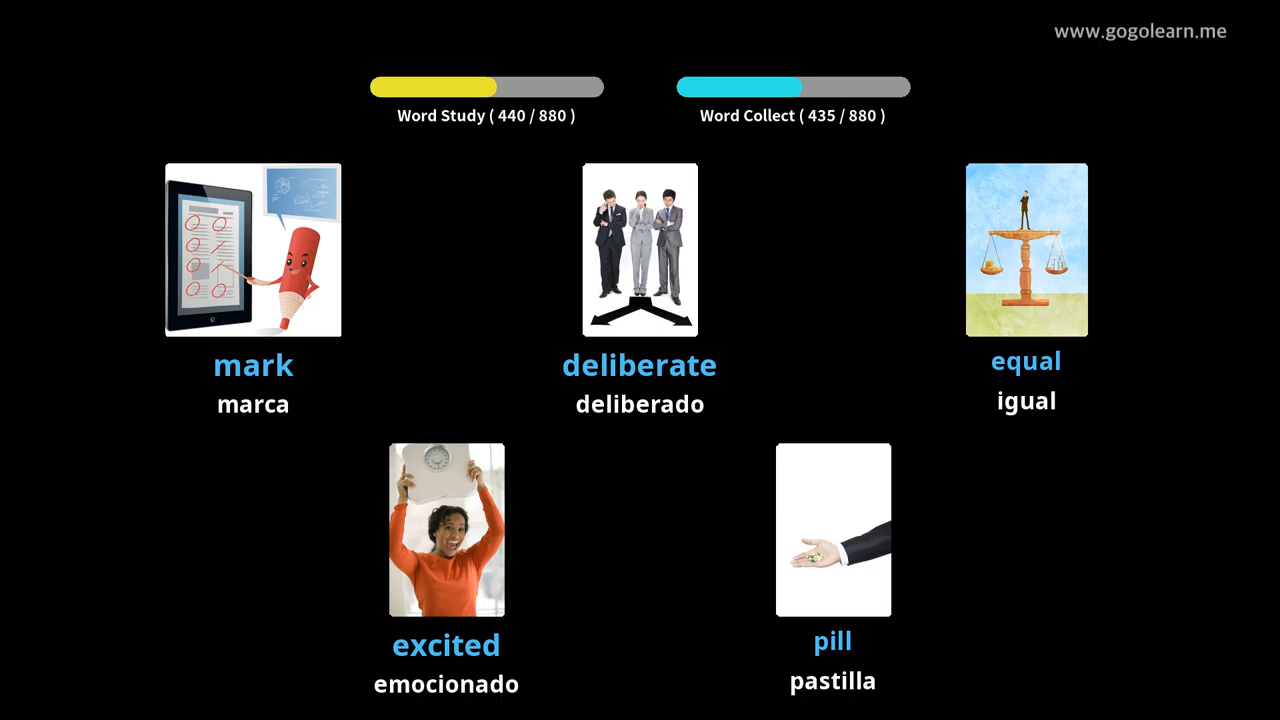 www.gogolearn.me
Word Study ( 440 / 880 )
Word Collect ( 435 / 880 )
mark
marca
deliberate
deliberado
equal
igual
excited
emocionado
pill
pastilla